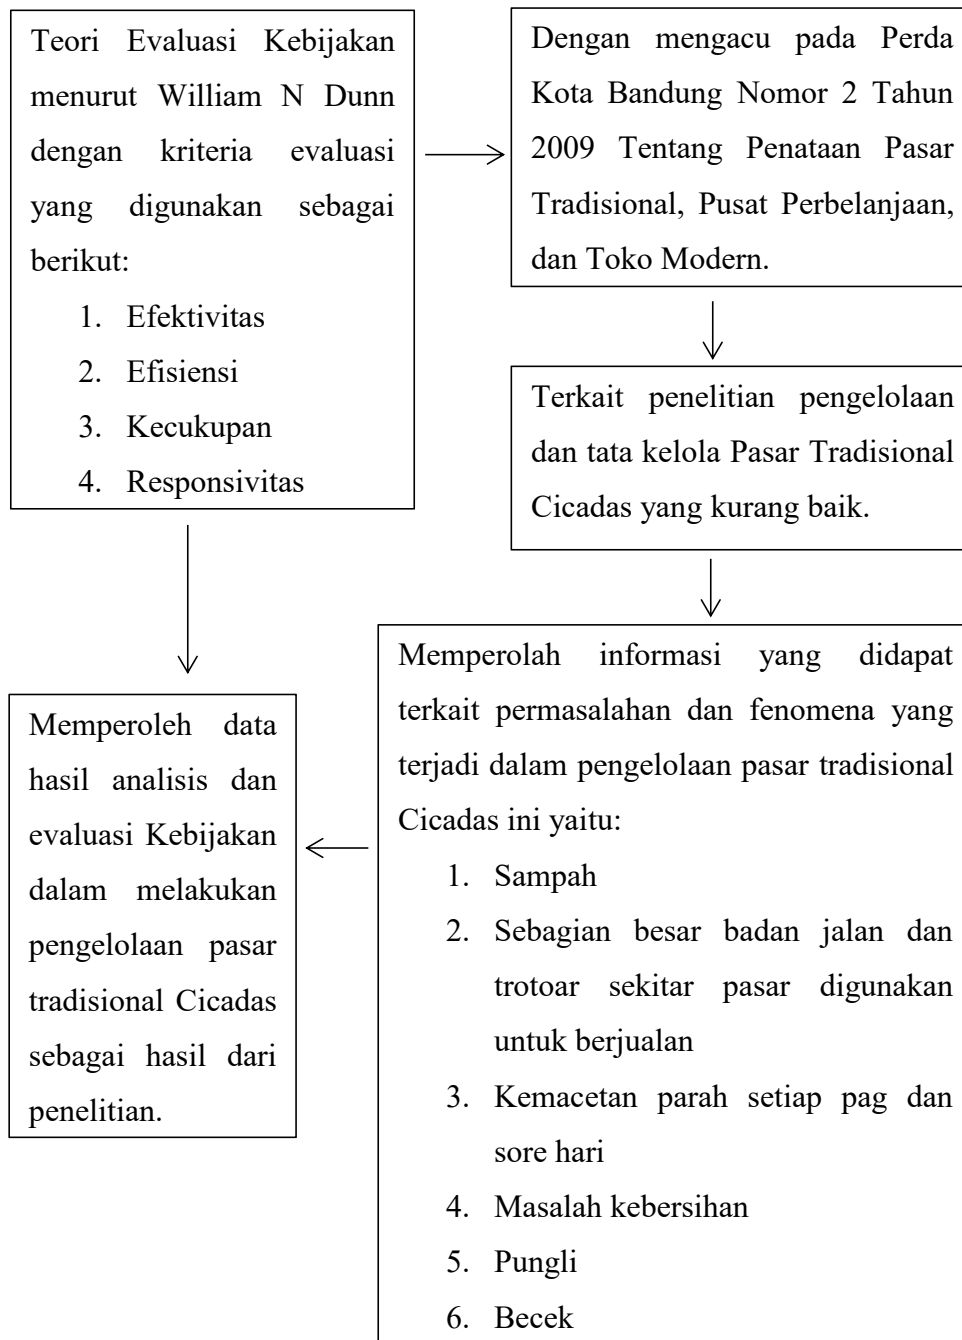 Teori Evaluasi Kebijakan
menurut William N Dunn
dengan kriteria evaluasi
yang digunakan sebagai
berikut:
1. Efektivitas
2. Efisiensi
3. Kecukupan
4. Responsivitas
Dengan mengacu pada Perda
Kota Bandung Nomor 2 Tahun
2009 Tentang Penataan Pasar
Tradisional, Pusat Perbelanjaan,
dan Toko Modern.
Terkait penelitian pengelolaan
dan tata kelola Pasar Tradisional
Cicadas yang kurang baik.
Memperolah informasi yang didapat
terkait permasalahan dan fenomena yang
terjadi dalam pengelolaan pasar tradisional
Cicadas ini yaitu:
1. Sampah
2. Sebagian besar badan jalan dan
trotoar sekitar pasar digunakan
untuk berjualan
3. Kemacetan parah setiap pag dan
sore hari
4. Masalah kebersihan
5. Pungli
6. Becek
Memperoleh data
hasil analisis dan
evaluasi Kebijakan
dalam melakukan
pengelolaan pasar
tradisional Cicadas
sebagai hasil dari
penelitian.